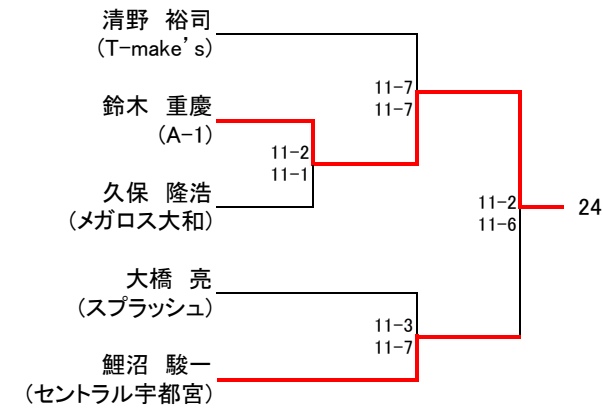 清野　裕司
(T-make's)
11-7
11-7
鈴木　重慶
(A-1)
11-2
11-1
久保　隆浩
(メガロス大和)
11-2
11-6
24
大橋　亮
(スプラッシュ)
11-3
11-7
鯉沼　駿一
(セントラル宇都宮)